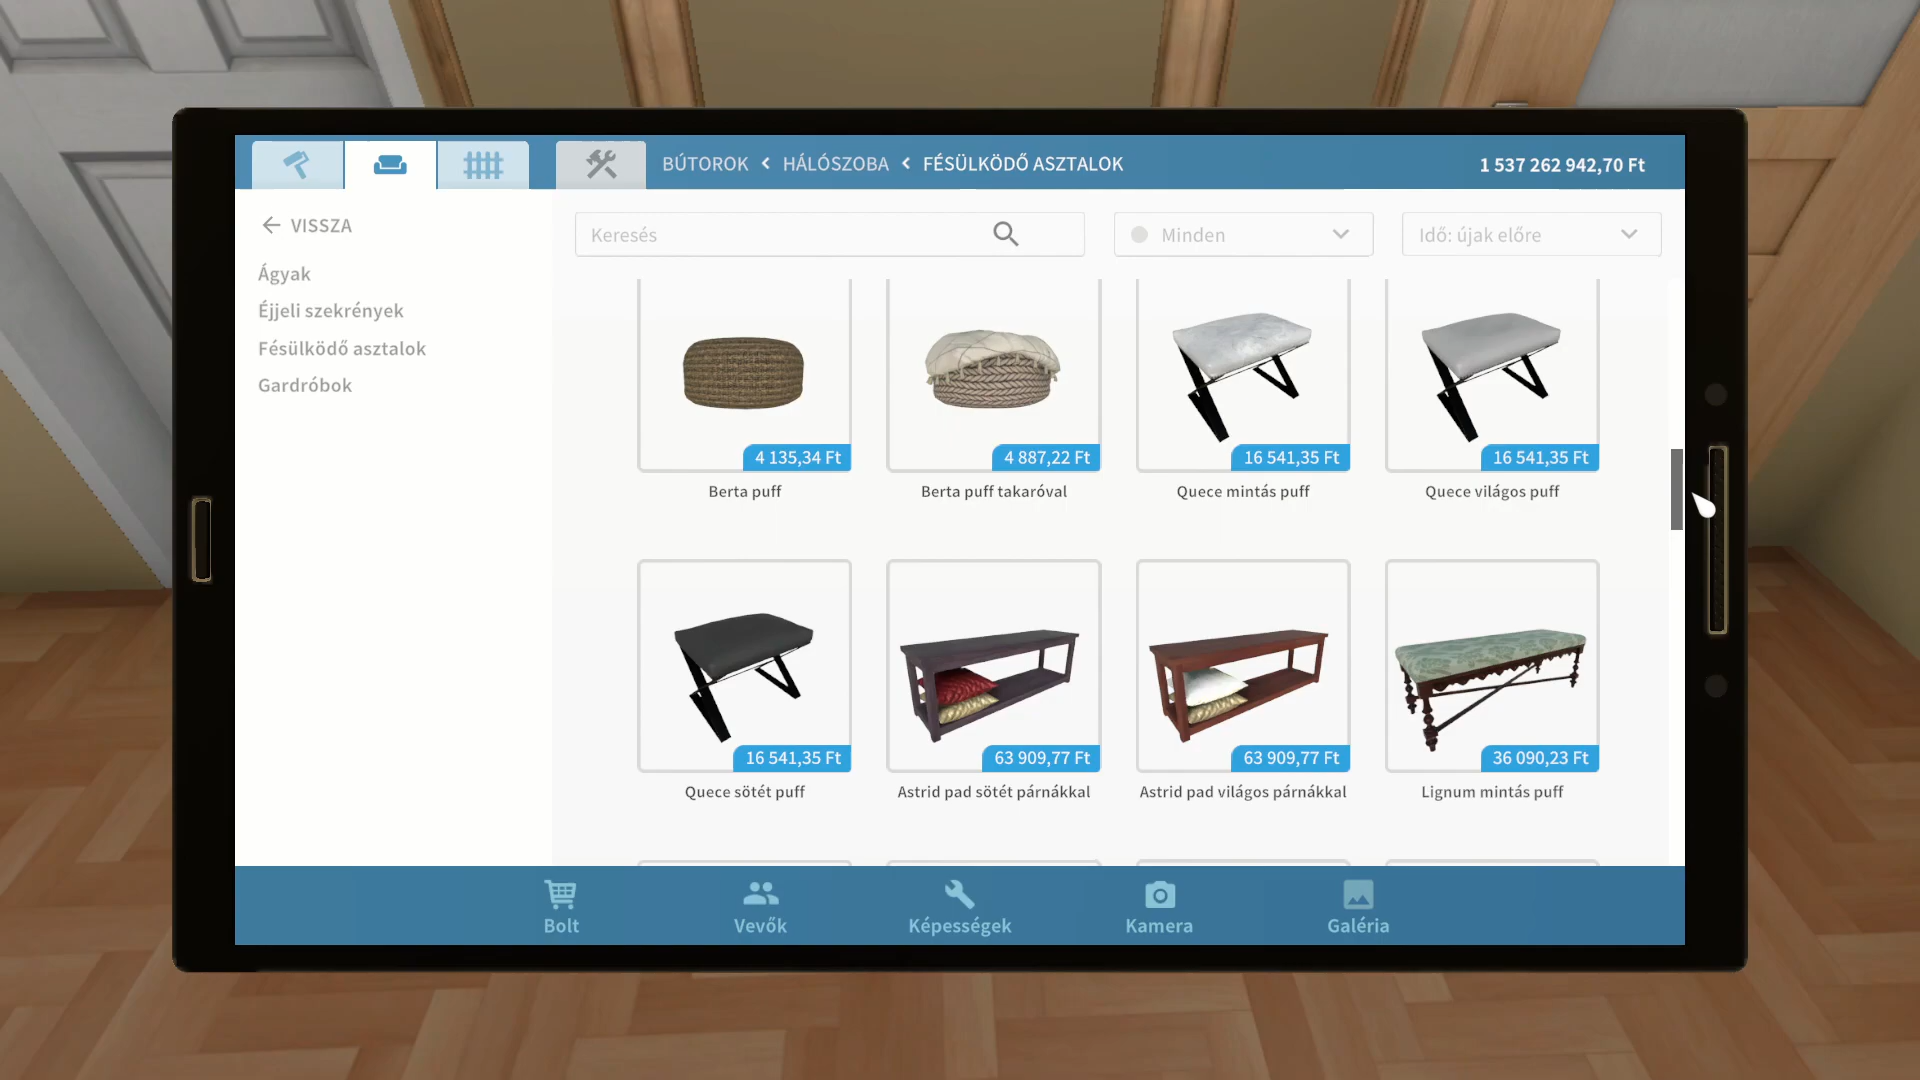 BÚTOROK < HÁLÓSZOBA < FÉSÜLKÖDŐ ASZTALOK
1 537 262 942,70 Ft
VISSZA
Ágyak
Éjjeli szekrények
Fésülködő asztalok
Gardróbok
Keresés
Minden
Idő: újak előre
4 135,34 Ft
4 887,22 Ft
16 541,35 Ft
16 541,35 Ft
Berta puff
Berta puff takaróval
Quece mintás puff
Quece világos puff
16 541,35 Ft
63 909,77 Ft
63 909,77 Ft
36 090,23 Ft
Quece sötét puff
Astrid pad sötét párnákkal
Astrid pad világos párnákkal
Lignum mintás puff
Bolt
Vevők
Képességek
Kamera
Galéria